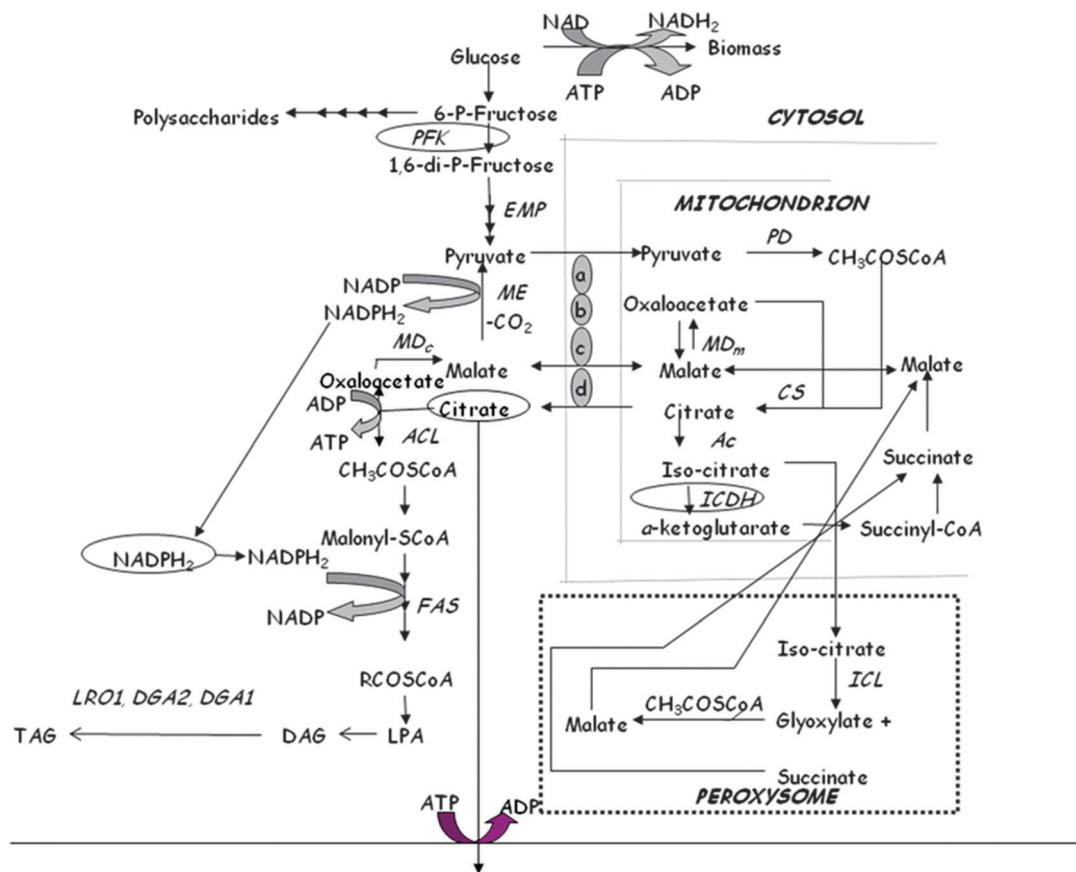 NAD NADH₂
Glucose Biomass
ATP ADP
Polysaccharides 6-P-Fructose CYTOSOL
PFK
1,6-di-P-Fructose
MITOCHONDRION
EMP
Pyruvate Pyruvate PD CH₃COSCoA
a
NADP ME
b Oxaloacetate
NADPH₂ -CO₂
MDc c MDm
Malate Malate Malate
Oxaloacetate d
ADP Citrate Citrate CS
ATP ACL Ac
CH₃COSCoA Iso-citrate Succinate
ICDH
Malonyl-SCoA α-ketoglutarate Succinyl-CoA
NADPH₂ NADPH₂
NADP FAS
Iso-citrate
RCOSCoA ICL
LRO1, DGA2, DGA1 CH₃COSCoA
TAG DAG LPA Malate Glyoxylate +
Succinate
PEROXYSOME
ATP ADP